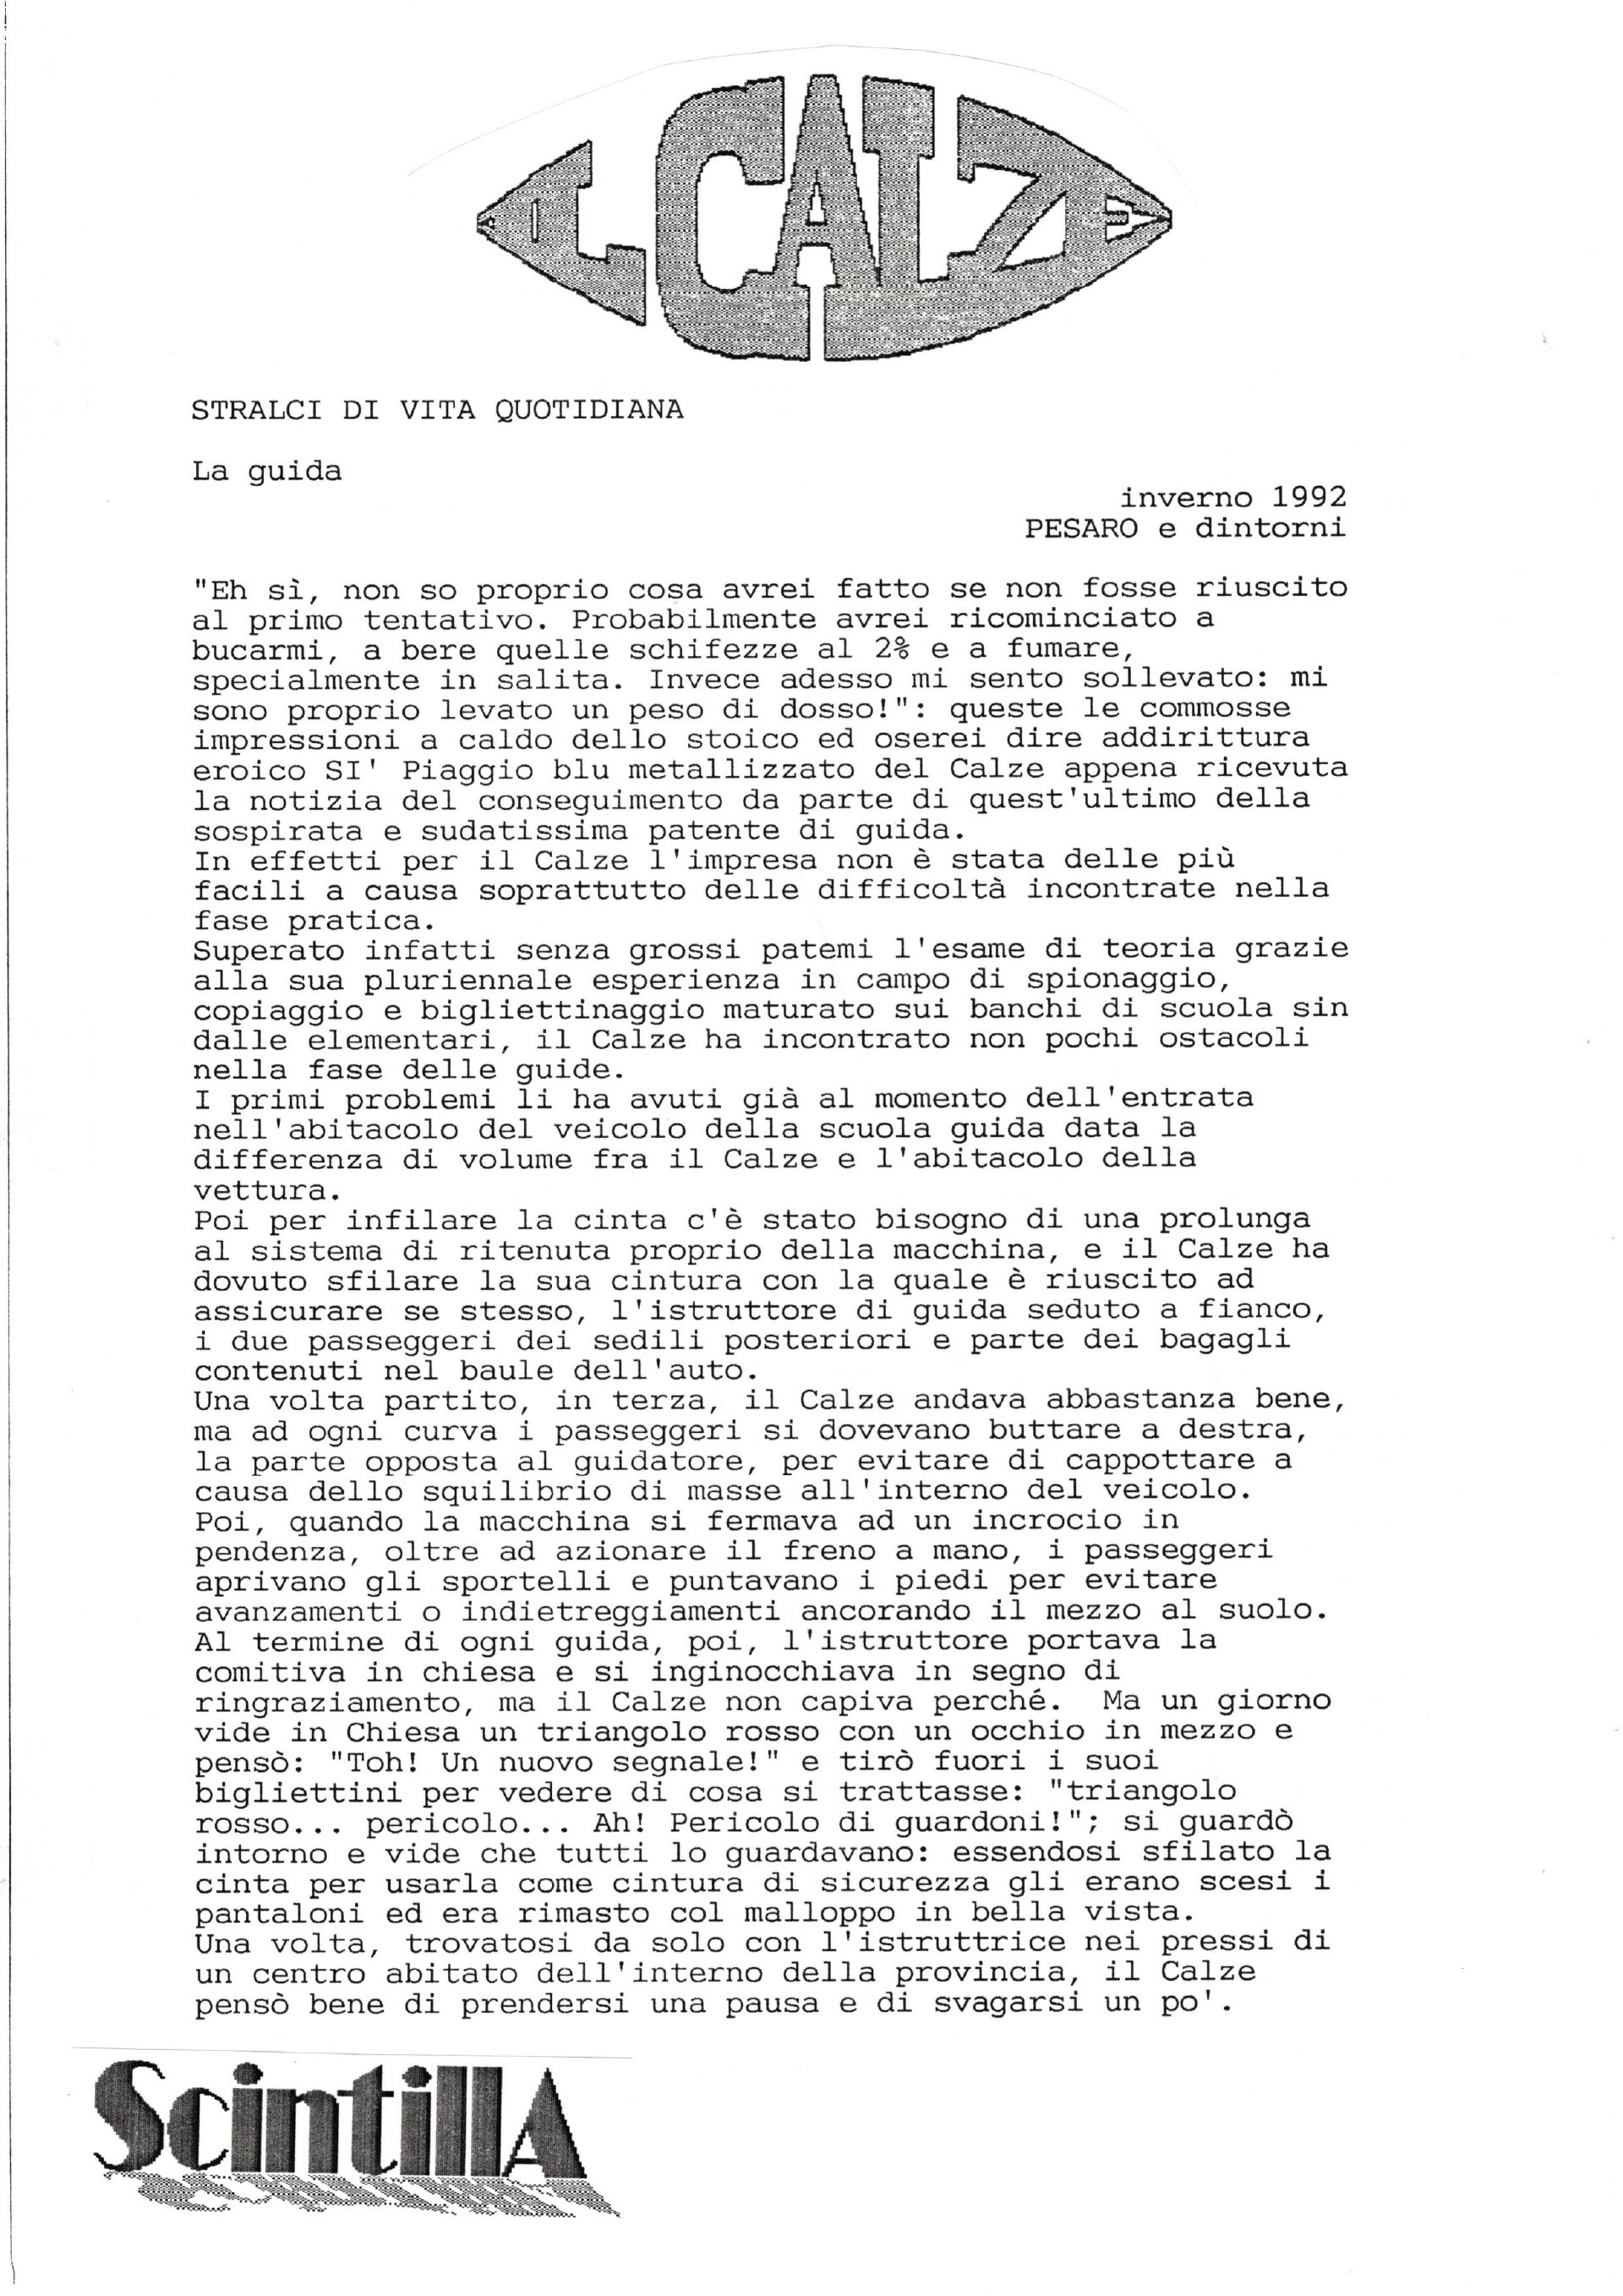 IL CALZE
STRALCI DI VITA QUOTIDIANA
La guida
inverno 1992
PESARO e dintorni
"Eh sì, non so proprio cosa avrei fatto se non fosse riuscito
al primo tentativo. Probabilmente avrei ricominciato a
bucarmi, a bere quelle schifezze al 2% e a fumare,
specialmente in salita. Invece adesso mi sento sollevato: mi
sono proprio levato un peso di dosso!": queste le commosse
impressioni a caldo dello stoico ed oserei dire addirittura
eroico SI' Piaggio blu metallizzato del Calze appena ricevuta
la notizia del conseguimento da parte di quest'ultimo della
sospirata e sudatissima patente di guida.
In effetti per il Calze l'impresa non è stata delle più
facili a causa soprattutto delle difficoltà incontrate nella
fase pratica.
Superato infatti senza grossi patemi l'esame di teoria grazie
alla sua pluriennale esperienza in campo di spionaggio,
copiaggio e bigliettinaggio maturato sui banchi di scuola sin
dalle elementari, il Calze ha incontrato non pochi ostacoli
nella fase delle guide.
I primi problemi li ha avuti già al momento dell'entrata
nell'abitacolo del veicolo della scuola guida data la
differenza di volume fra il Calze e l'abitacolo della
vettura.
Poi per infilare la cinta c'è stato bisogno di una prolunga
al sistema di ritenuta proprio della macchina, e il Calze ha
dovuto sfilare la sua cintura con la quale è riuscito ad
assicurare se stesso, l'istruttore di guida seduto a fianco,
i due passeggeri dei sedili posteriori e parte dei bagagli
contenuti nel baule dell'auto.
Una volta partito, in terza, il Calze andava abbastanza bene,
ma ad ogni curva i passeggeri si dovevano buttare a destra,
la parte opposta al guidatore, per evitare di cappottare a
causa dello squilibrio di masse all'interno del veicolo.
Poi, quando la macchina si fermava ad un incrocio in
pendenza, oltre ad azionare il freno a mano, i passeggeri
aprivano gli sportelli e puntavano i piedi per evitare
avanzamenti o indietreggiamenti ancorando il mezzo al suolo.
Al termine di ogni guida, poi, l'istruttore portava la
comitiva in chiesa e si inginocchiava in segno di
ringraziamento, ma il Calze non capiva perché.  Ma un giorno
vide in Chiesa un triangolo rosso con un occhio in mezzo e
pensò: "Toh! Un nuovo segnale!" e tirò fuori i suoi
bigliettini per vedere di cosa si trattasse: "triangolo
rosso... pericolo... Ah! Pericolo di guardoni!"; si guardò
intorno e vide che tutti lo guardavano: essendosi sfilato la
cinta per usarla come cintura di sicurezza gli erano scesi i
pantaloni ed era rimasto col malloppo in bella vista.
Una volta, trovatosi da solo con l'istruttrice nei pressi di
un centro abitato dell'interno della provincia, il Calze
pensò bene di prendersi una pausa e di svagarsi un po'.
ScintillA